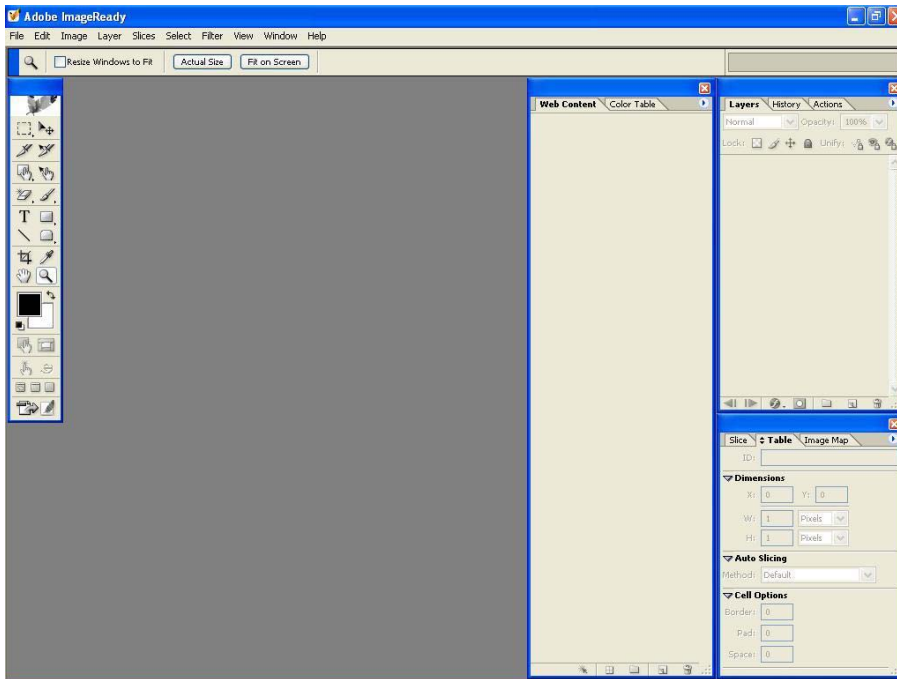 Adobe ImageReady
File Edit Image Layer Slices Select Filter View Window Help
Resize Windows to Fit Actual Size Fit on Screen
Web Content Color Table
Layers History Actions
Normal Opacity: 100%
Lock: Unify:
T
Slice Table Image Map
ID:
Dimensions
X: 0 Y: 0
W: 1 Pixels
H: 1 Pixels
Auto Slicing
Method: Default
Cell Options
Border: 0
Pad: 0
Space: 0